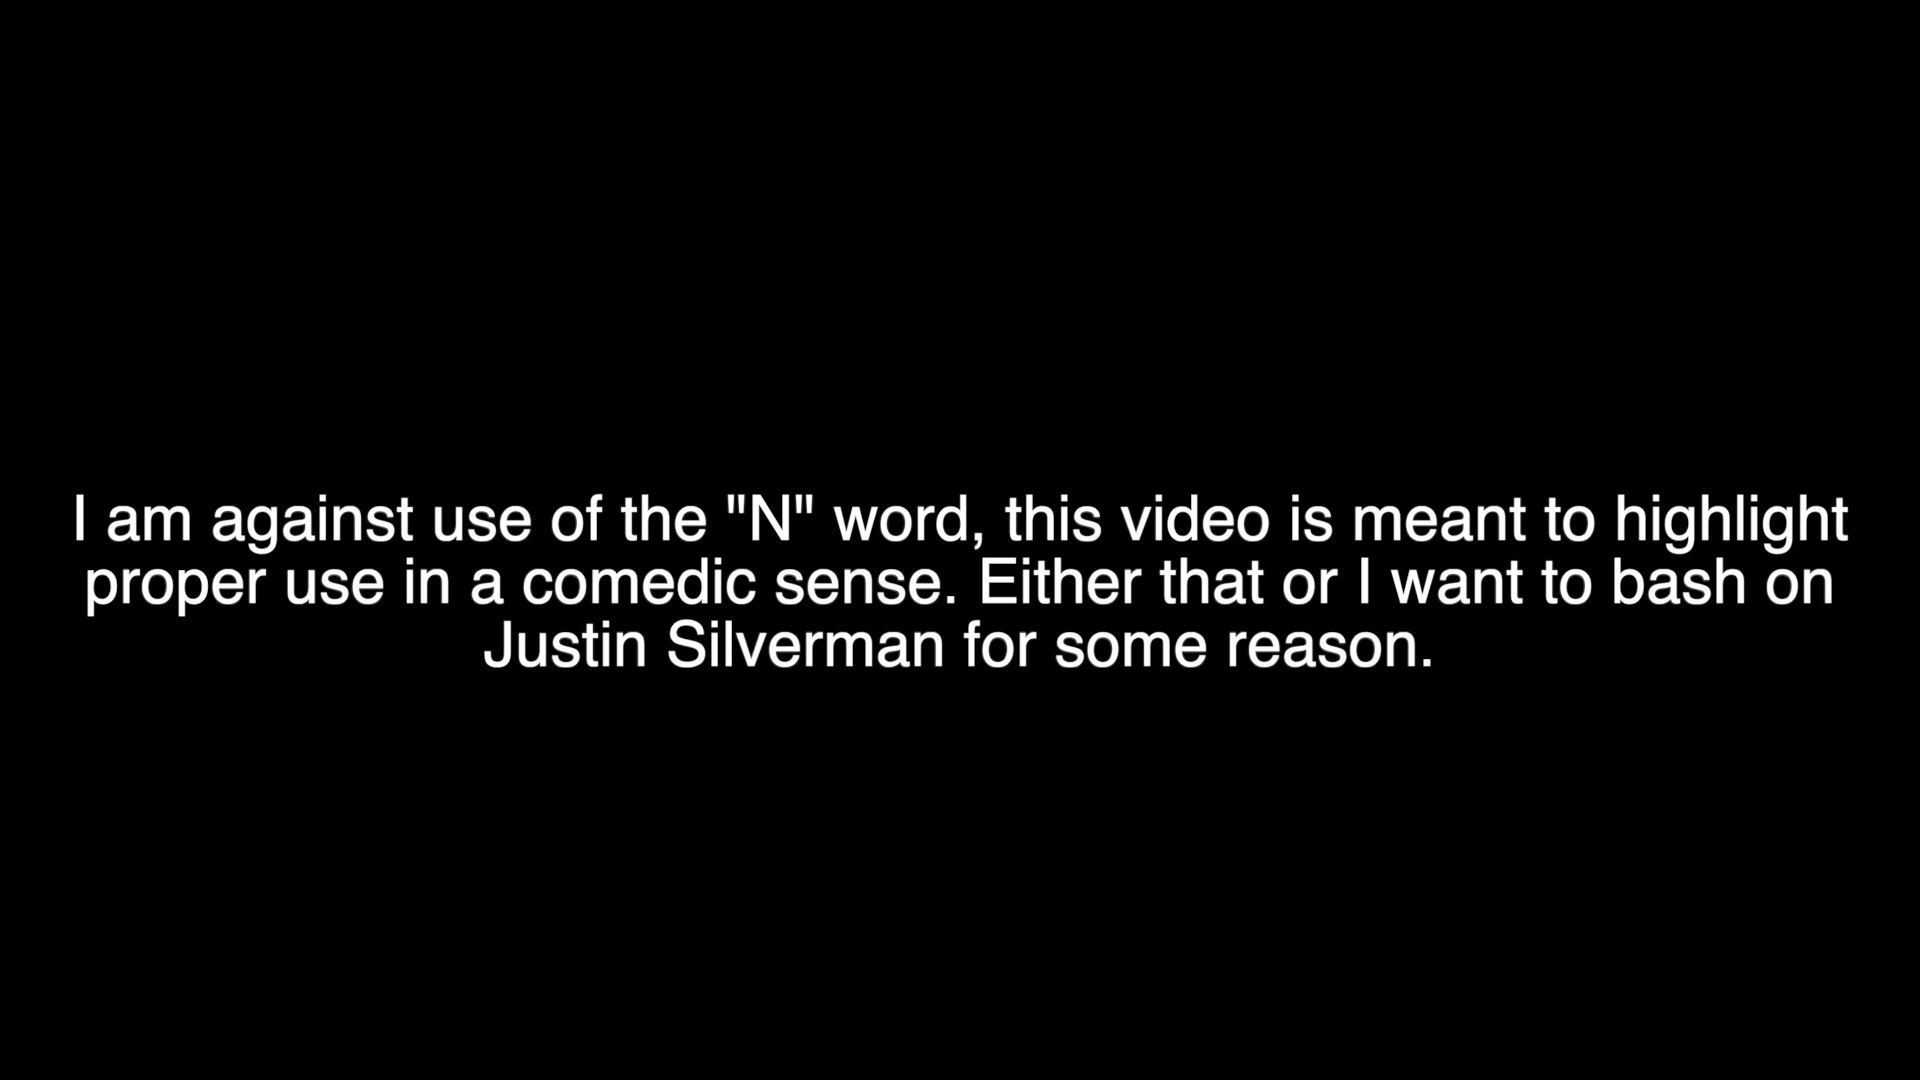 I am against use of the "N" word, this video is meant to highlight
proper use in a comedic sense. Either that or I want to bash on
Justin Silverman for some reason.